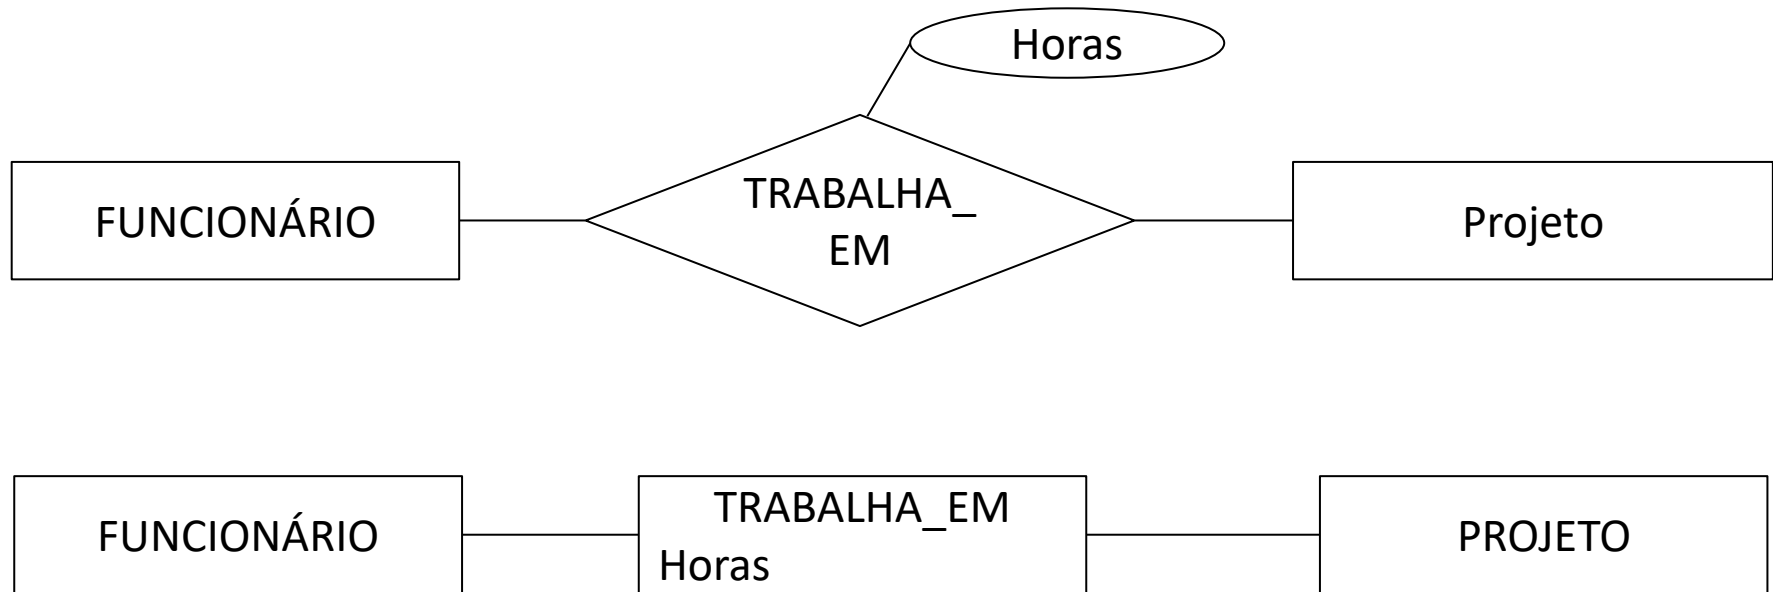 Horas
FUNCIONÁRIO
TRABALHA_
EM
Projeto
FUNCIONÁRIO
TRABALHA_EM
Horas
PROJETO